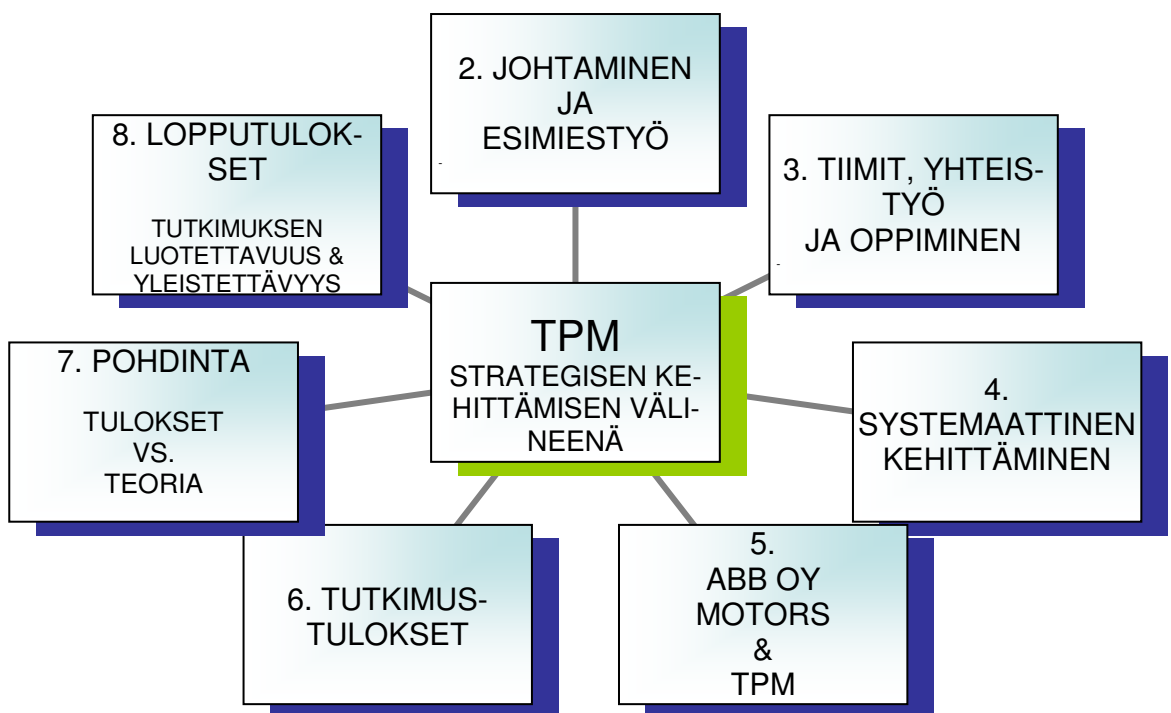 TPM
STRATEGISEN KE-
HITTÄMISEN VÄLI-
NEENÄ
2. JOHTAMINEN
JA
ESIMIESTYÖ
3. TIIMIT, YHTEIS-
TYÖ
JA OPPIMINEN
4.
SYSTEMAATTINEN
KEHITTÄMINEN
5.
ABB OY
MOTORS
&
TPM
6. TUTKIMUS-
TULOKSET
7. POHDINTA
TULOKSET
VS.
TEORIA
8. LOPPUTULOK-
SET
TUTKIMUKSEN
LUOTETTAVUUS &
YLEISTETTÄVYYS